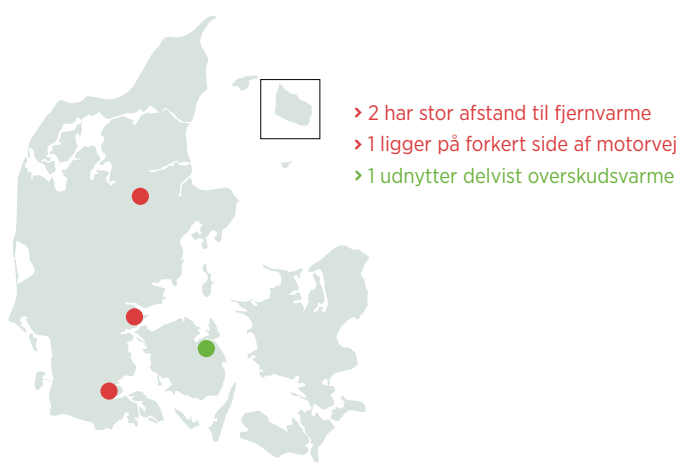 > 2 har stor afstand til fjernvarme
> 1 ligger på forkert side af motorvej
> 1 udnytter delvist overskudsvarme